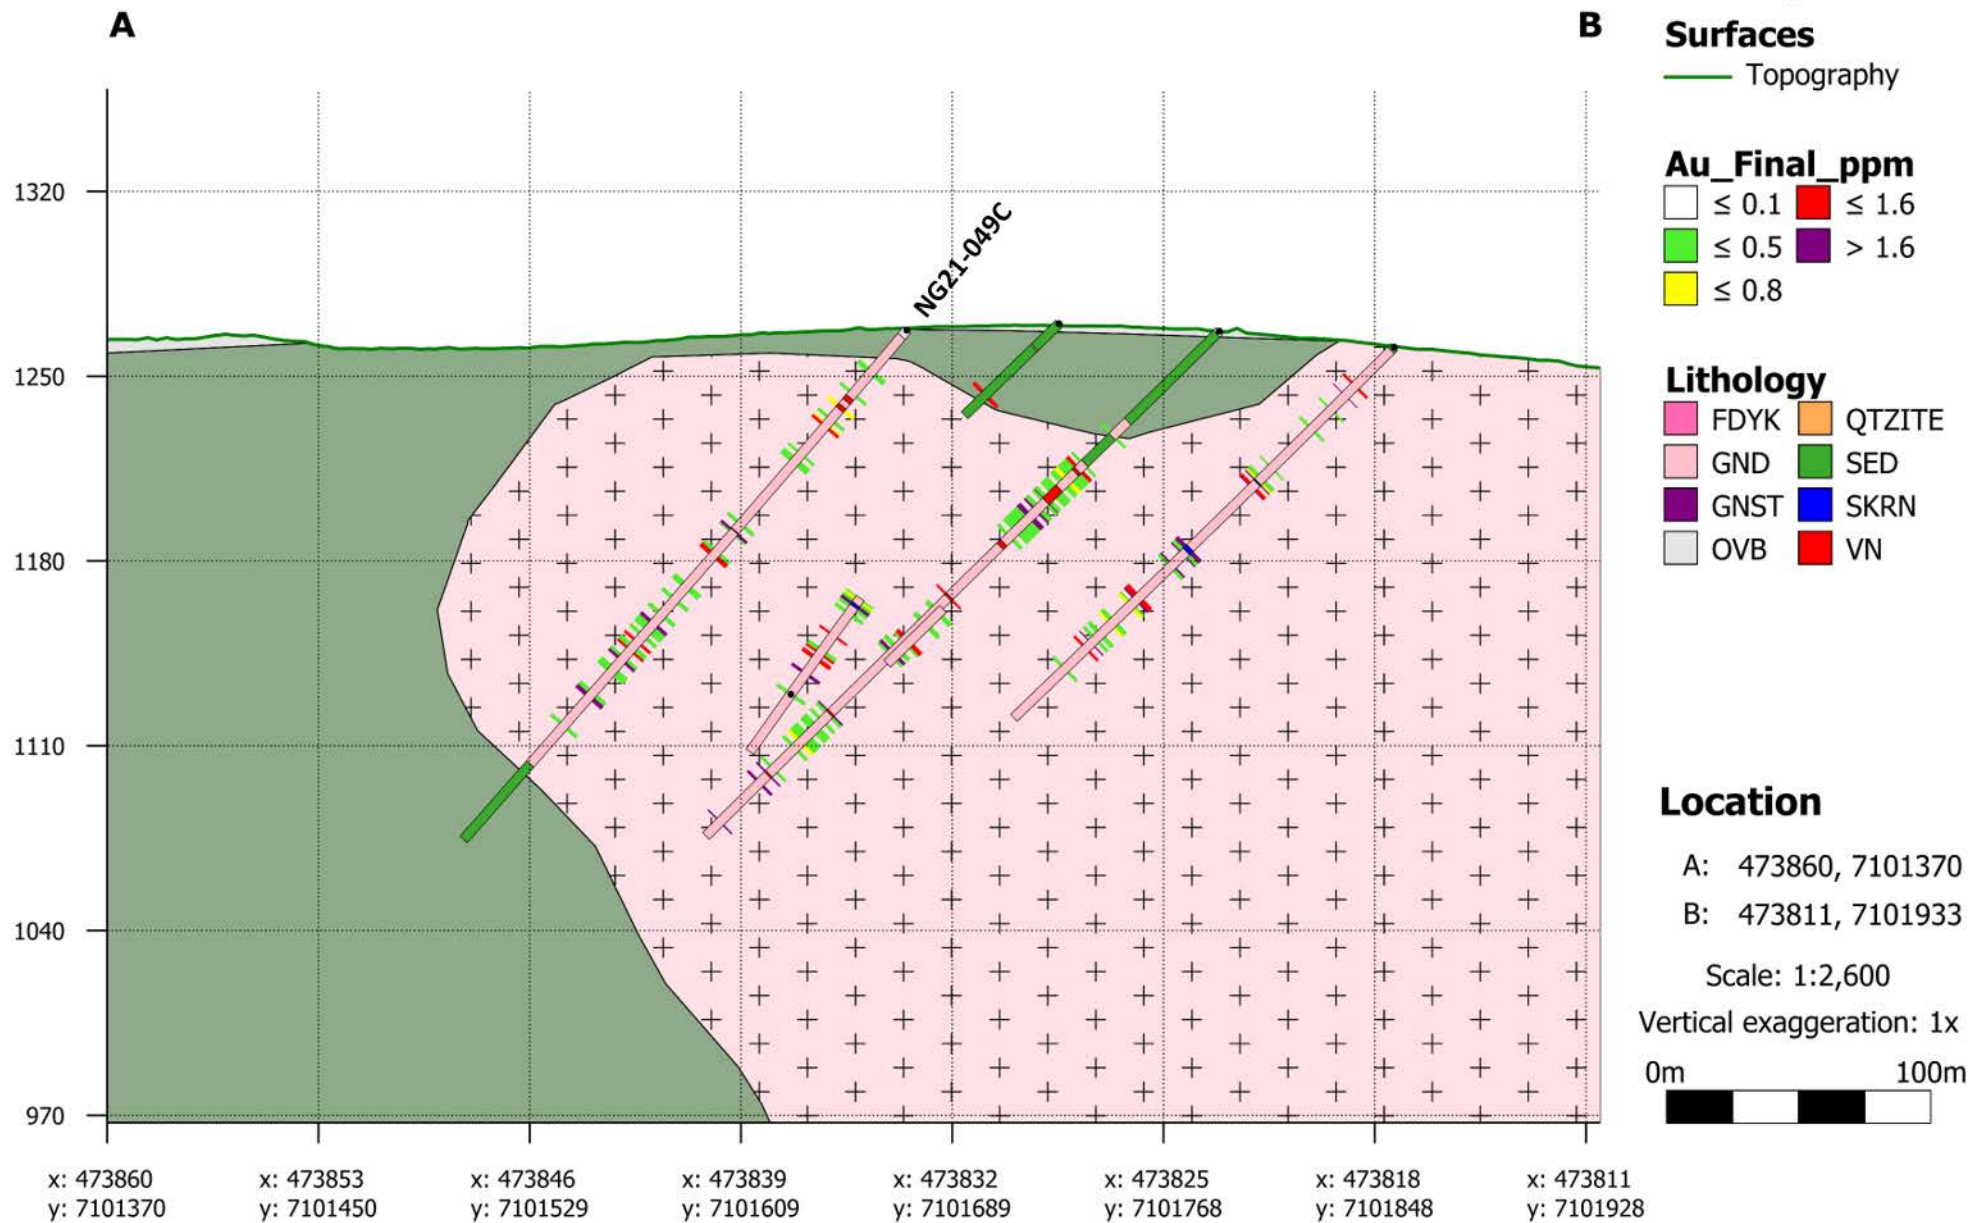 A
B
NG21-049C
1320
1250
1180
1110
1040
970
x: 473860 x: 473853 x: 473846 x: 473839 x: 473832 x: 473825 x: 473818 x: 473811
y: 7101370 y: 7101450 y: 7101529 y: 7101609 y: 7101689 y: 7101768 y: 7101848 y: 7101928
Surfaces
Topography
Au_Final_ppm
≤ 0.1 ≤ 1.6
≤ 0.5 > 1.6
≤ 0.8
Lithology
FDYK QTZITE
GND SED
GNST SKRN
OVB VN
Location
A: 473860, 7101370
B: 473811, 7101933
Scale: 1:2,600
Vertical exaggeration: 1x
0m 100m